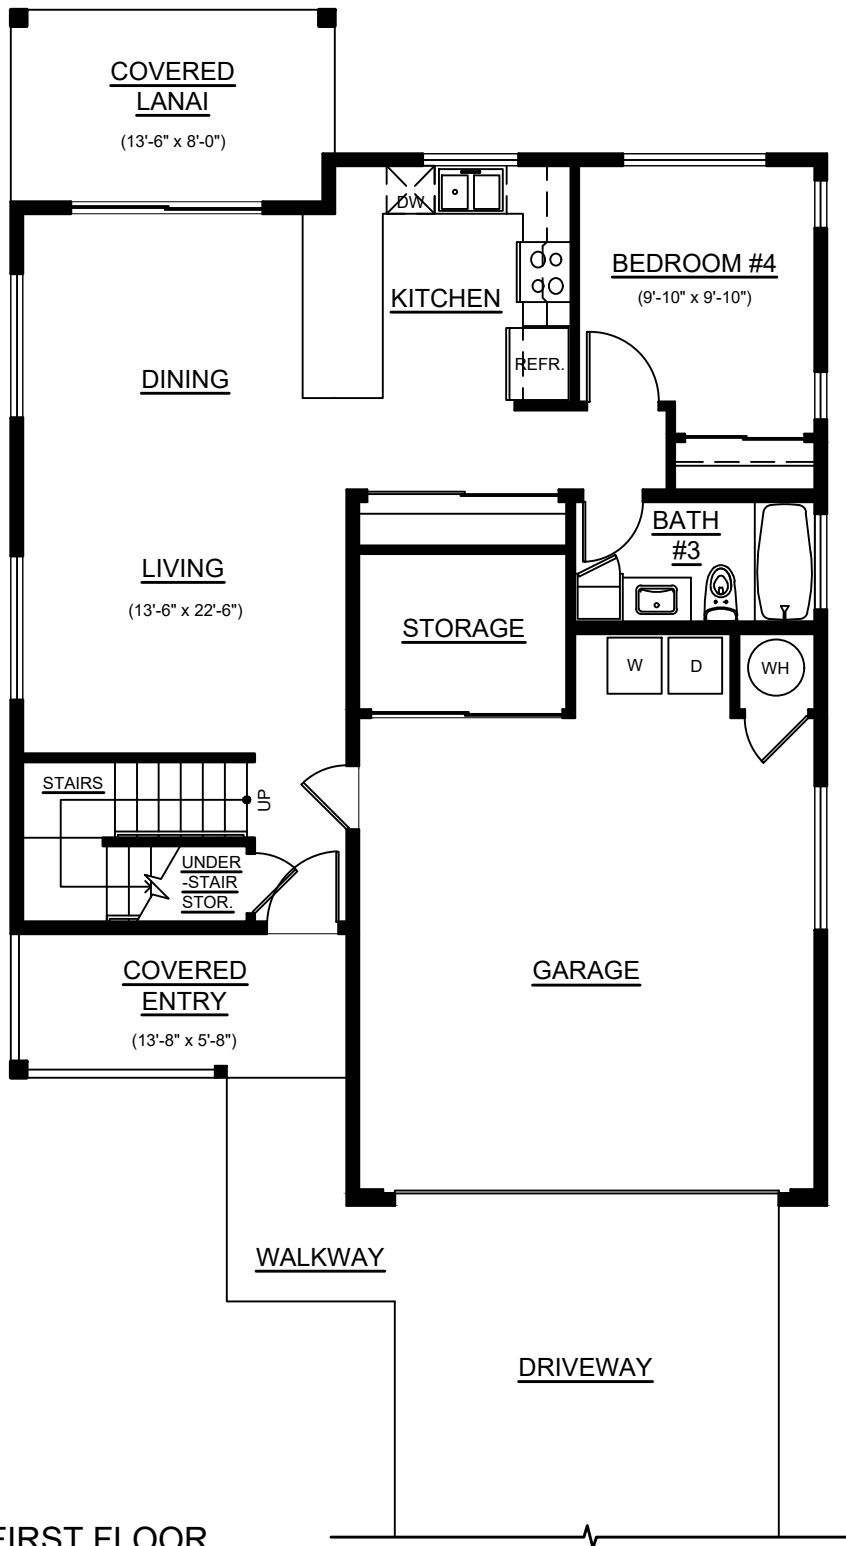 COVERED
LANAI
(13'-6" x 8'-0")
DW
KITCHEN
BEDROOM #4
(9'-10" x 9'-10")
REFR.
DINING
BATH
#3
LIVING
(13'-6" x 22'-6")
STORAGE
W
D
WH
STAIRS
UP
UNDER
-STAIR
STOR.
COVERED
ENTRY
(13'-8" x 5'-8")
GARAGE
WALKWAY
DRIVEWAY
FIRST FLOOR